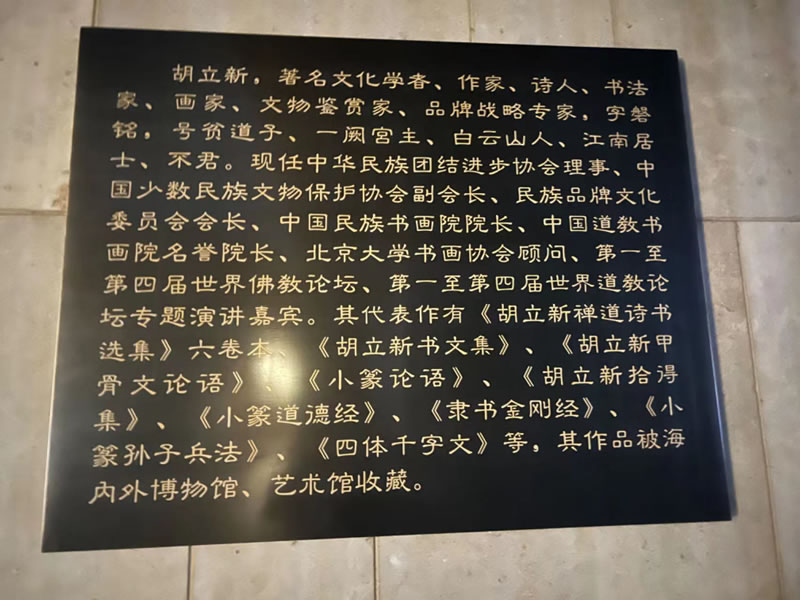 胡立新，著名文化学者、作家、诗人、书法
家、画家、文物鉴赏家、品牌战略专家，字磐
铭，号贫道子、一阙宫主、白云山人、江南居
士、不君。现任中华民族团结进步协会理事、中
国少数民族文物保护协会副会长、民族品牌文化
委员会会长、中国民族书画院院长、中国道教书
画院名誉院长、北京大学书画协会顾问、第一至
第四届世界佛教论坛、第一至第四届世界道教论
坛专题演讲嘉宾。其代表作有《胡立新禅道诗书
选集》六卷本、《胡立新书文集》、《胡立新甲
骨文论语》、《小篆论语》、《胡立新拾得
集》、《小篆道德经》、《隶书金刚经》、《小
篆孙子兵法》、《四体千字文》等，其作品被海
内外博物馆、艺术馆收藏。